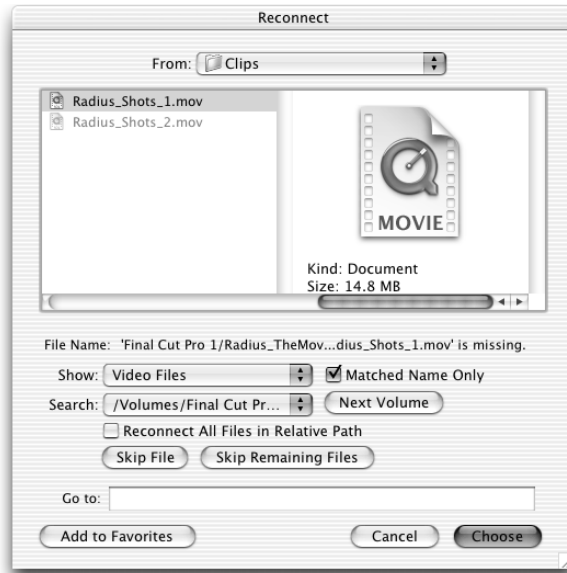 Reconnect
From: Clips
Radius_Shots_1.mov
Radius_Shots_2.mov
MOVIE
Kind: Document
Size: 14.8 MB
File Name: 'Final Cut Pro 1/Radius_TheMov...dius_Shots_1.mov' is missing.
Show: Video Files Matched Name Only
Search: /Volumes/Final Cut Pr... Next Volume
Reconnect All Files in Relative Path
Skip File Skip Remaining Files
Go to:
Add to Favorites Cancel Choose